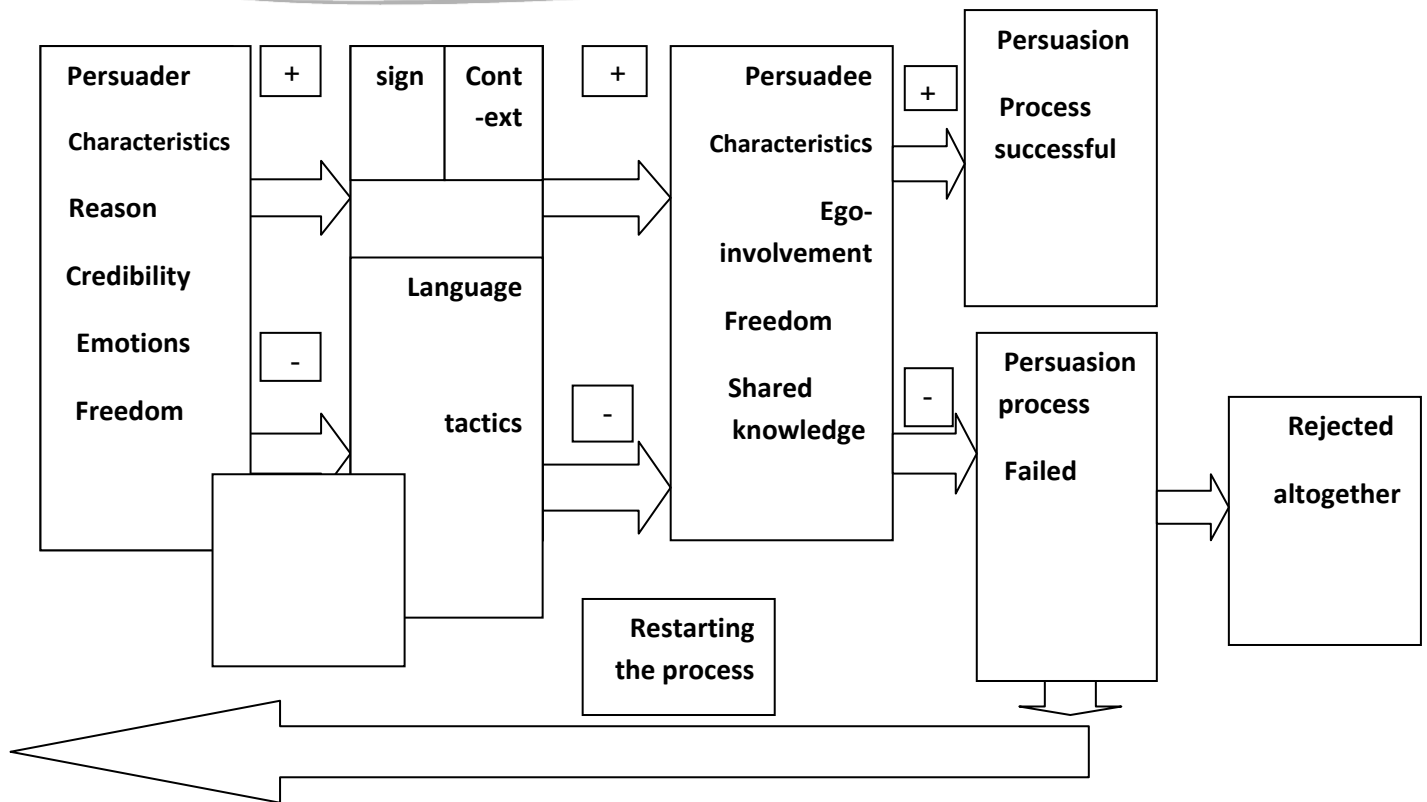 Persuader
Characteristics
Reason
Credibility
Emotions
Freedom
+
-
sign
Cont
-ext
Language
tactics
+
-
Persuadee
Characteristics
Ego-
involvement
Freedom
Shared
knowledge
+
-
Persuasion
Process
successful
Persuasion
process
Failed
Rejected
altogether
Restarting
the process